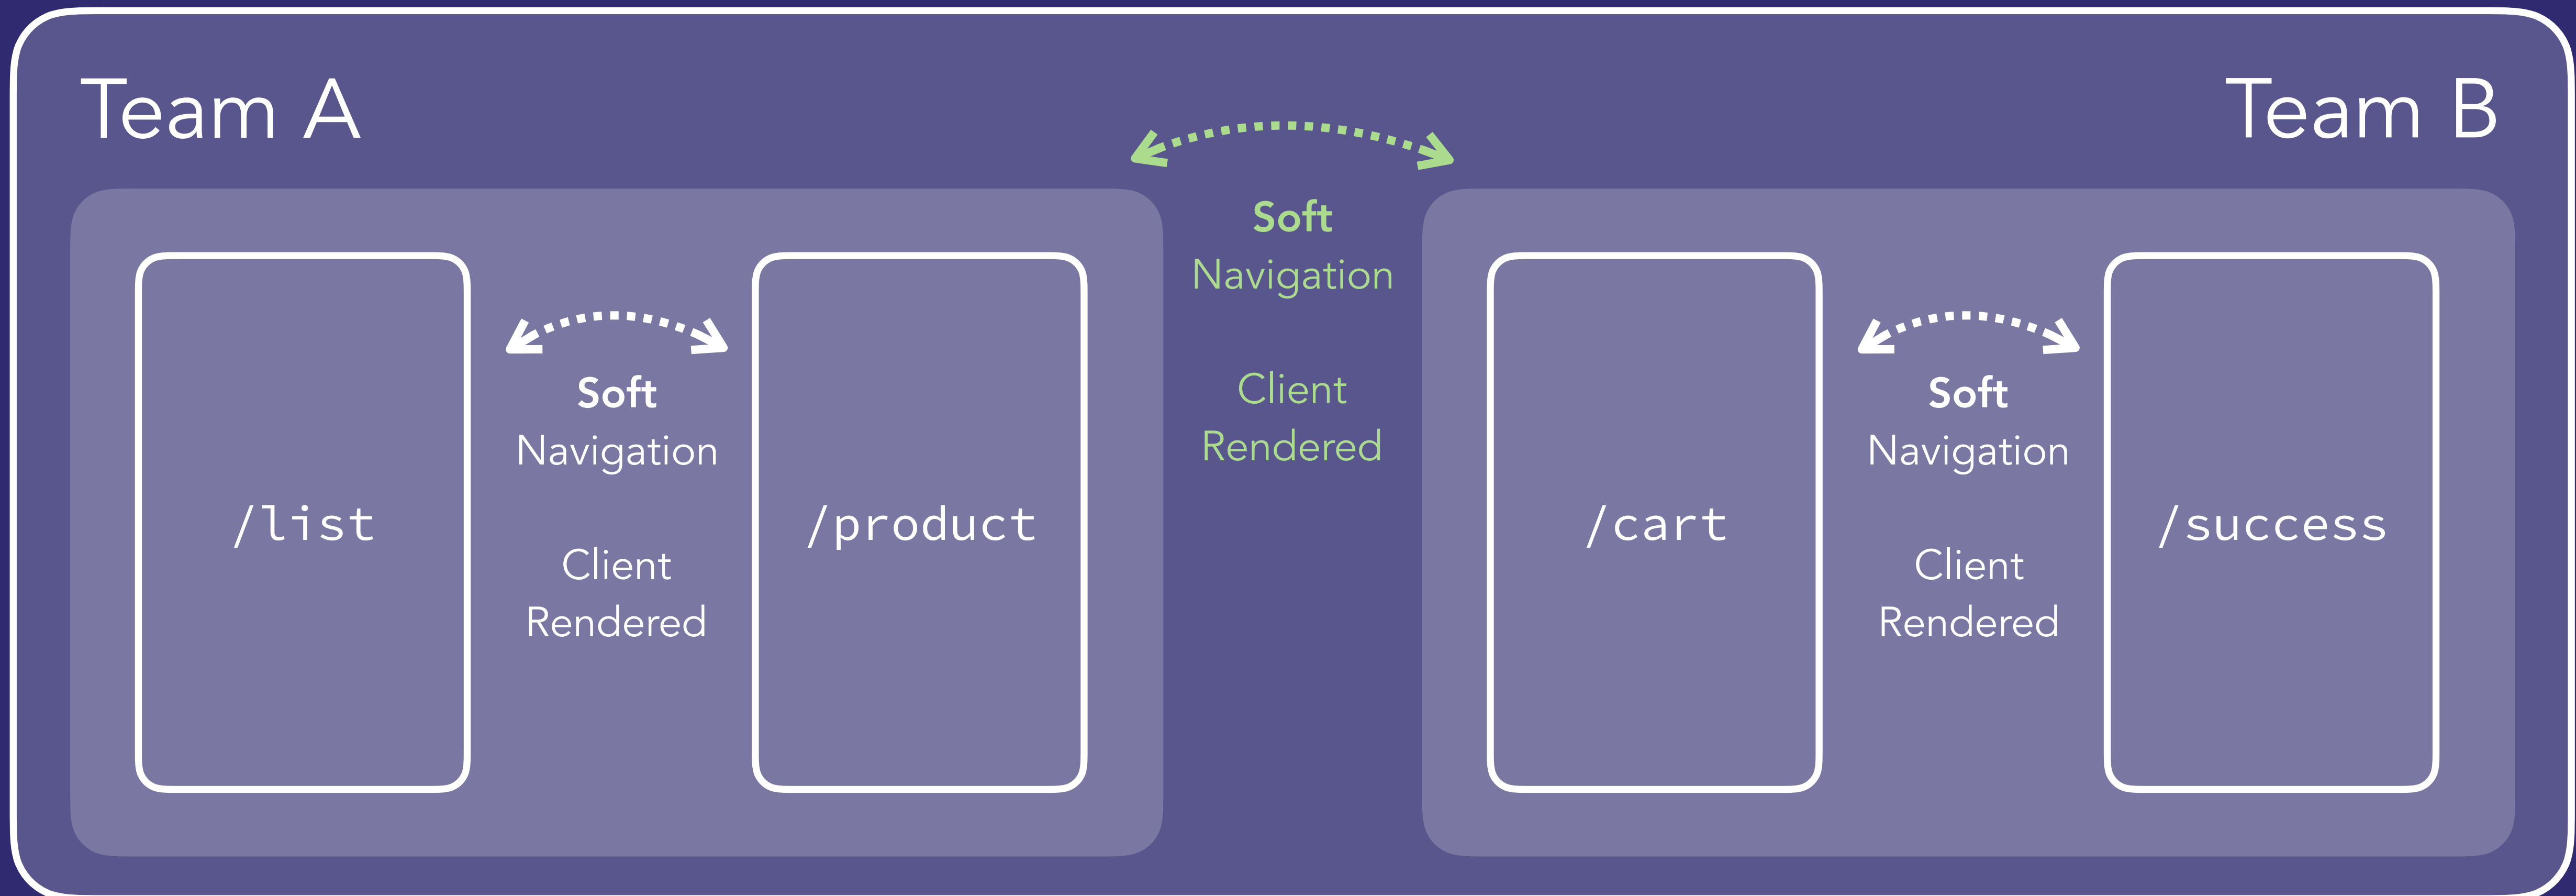 Team A
Team B
/list
Soft
Navigation
Client
Rendered
/product
Soft
Navigation
Client
Rendered
/cart
Soft
Navigation
Client
Rendered
/success